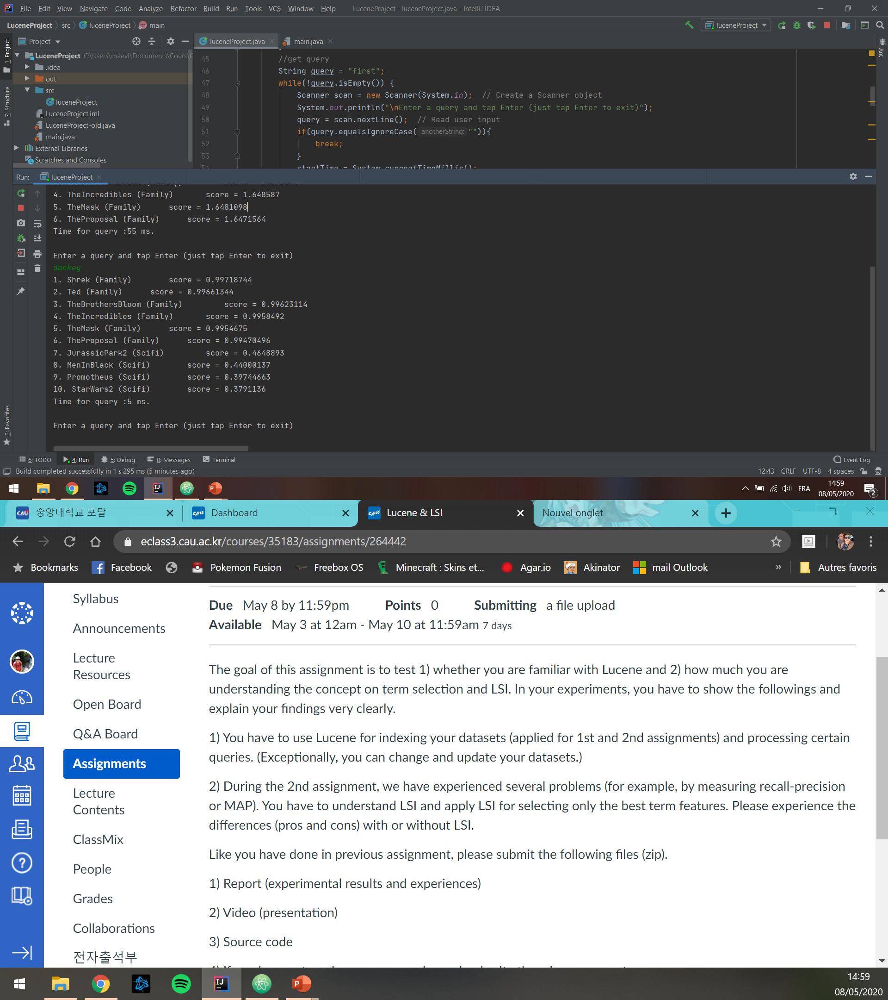 File Edit View Navigate Code Analyze Refactor Build Run Tools VCS Window Help LuceneProject - luceneProject.java - IntelliJ IDEA
LuceneProject src luceneProject main
luceneProject
1: Project
7: Structure
2: Favorites
Ant
Project
LuceneProject C:\Users\maevl\Documents\Cours\C
.idea
out
src
luceneProject
LuceneProject.iml
LuceneProject-old.java
main.java
External Libraries
Scratches and Consoles
luceneProject.java main.java
45 //get query
46 String query = "first";
47 while(!query.isEmpty()) {
48 Scanner scan = new Scanner(System.in); // Create a Scanner object
49 System.out.println("\nEnter a query and tap Enter (just tap Enter to exit)");
50 query = scan.nextLine(); // Read user input
51 if(query.equalsIgnoreCase( anotherString: "")){
52 break;
53 }
54 startTime = System.currentTimeMillis();
Run: luceneProject
4. TheIncredibles (Family) score = 1.648587
5. TheMask (Family) score = 1.6481098
6. TheProposal (Family) score = 1.6471564
Time for query :55 ms.
Enter a query and tap Enter (just tap Enter to exit)
donkey
1. Shrek (Family) score = 0.99718744
2. Ted (Family) score = 0.99661344
3. TheBrothersBloom (Family) score = 0.99623114
4. TheIncredibles (Family) score = 0.9958492
5. TheMask (Family) score = 0.9954675
6. TheProposal (Family) score = 0.99470496
7. JurassicPark2 (Scifi) score = 0.4648893
8. MenInBlack (Scifi) score = 0.44000137
9. Promotheus (Scifi) score = 0.39744663
10. StarWars2 (Scifi) score = 0.3791136
Time for query :5 ms.
Enter a query and tap Enter (just tap Enter to exit)
6: TODO 4: Run 5: Debug 0: Messages Terminal Event Log
Build completed successfully in 1 s 295 ms (5 minutes ago) 12:43 CRLF UTF-8 4 spaces
FRA 14:59
08/05/2020 2
CAU 중앙대학교 포탈 CAU Dashboard CAU Lucene & LSI Nouvel onglet
eclass3.cau.ac.kr/courses/35183/assignments/264442
Bookmarks Facebook Pokemon Fusion Freebox OS Minecraft : Skins et... Agar.io Akinator mail Outlook » Autres favoris
Syllabus
Announcements
Lecture
Resources
Open Board
Q&A Board
Assignments
Lecture
Contents
ClassMix
People
Grades
Collaborations
전자출석부
Due May 8 by 11:59pm Points 0 Submitting a file upload
Available May 3 at 12am - May 10 at 11:59am 7 days
The goal of this assignment is to test 1) whether you are familiar with Lucene and 2) how much you are
understanding the concept on term selection and LSI. In your experiments, you have to show the followings and
explain your findings very clearly.
1) You have to use Lucene for indexing your datasets (applied for 1st and 2nd assignments) and processing certain
queries. (Exceptionally, you can change and update your datasets.)
2) During the 2nd assignment, we have experienced several problems (for example, by measuring recall-precision
or MAP). You have to understand LSI and apply LSI for selecting only the best term features. Please experience the
differences (pros and cons) with or without LSI.
Like you have done in previous assignment, please submit the following files (zip).
1) Report (experimental results and experiences)
2) Video (presentation)
3) Source code
14:59
08/05/2020